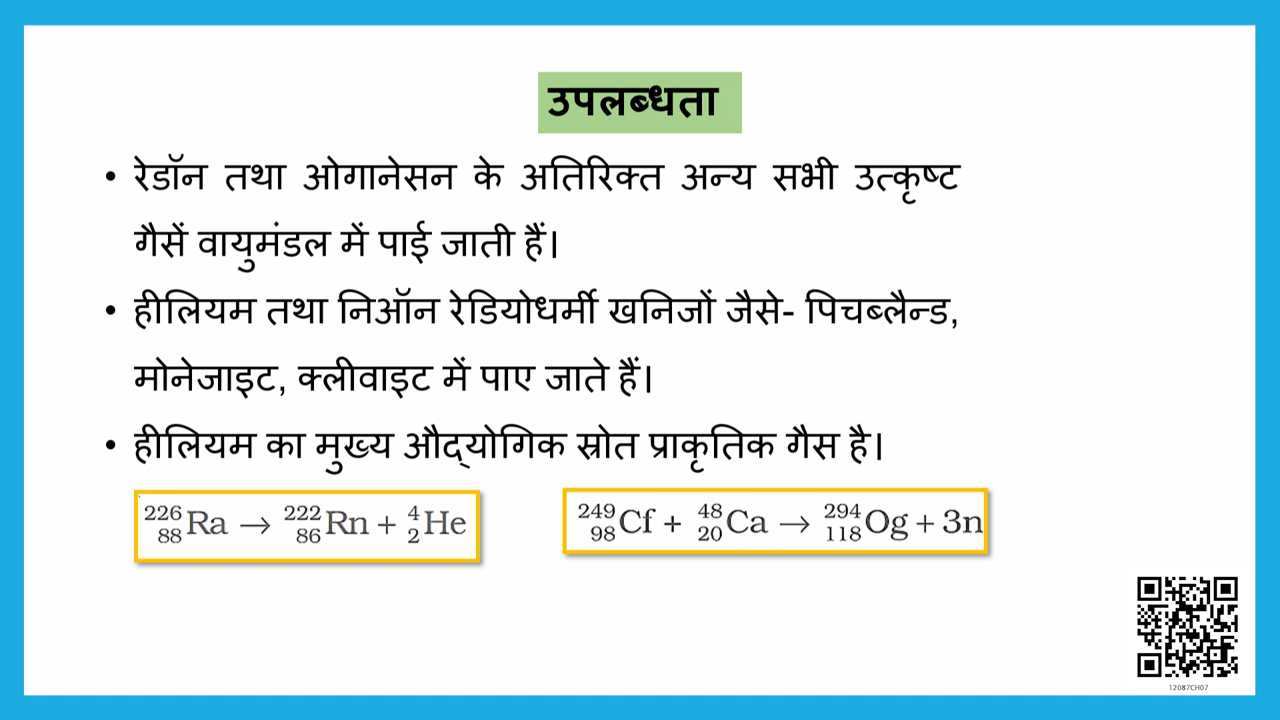 उपलब्धता
• रेडॉन तथा ओगानेसन के अतिरिक्त अन्य सभी उत्कृष्ट
गैसें वायुमंडल में पाई जाती हैं।
• हीलियम तथा निऑन रेडियोधर्मी खनिजों जैसे- पिचब्लैन्ड,
मोनेजाइट, क्लीवाइट में पाए जाते हैं।
• हीलियम का मुख्य औद्‌योगिक स्रोत प्राकृतिक गैस है।
²²⁶₈₈Ra → ²²²₈₆Rn + ⁴₂He
²⁴⁹₉₈Cf + ⁴⁸₂₀Ca → ²⁹⁴₁₁₈Og + 3n
12087CH07